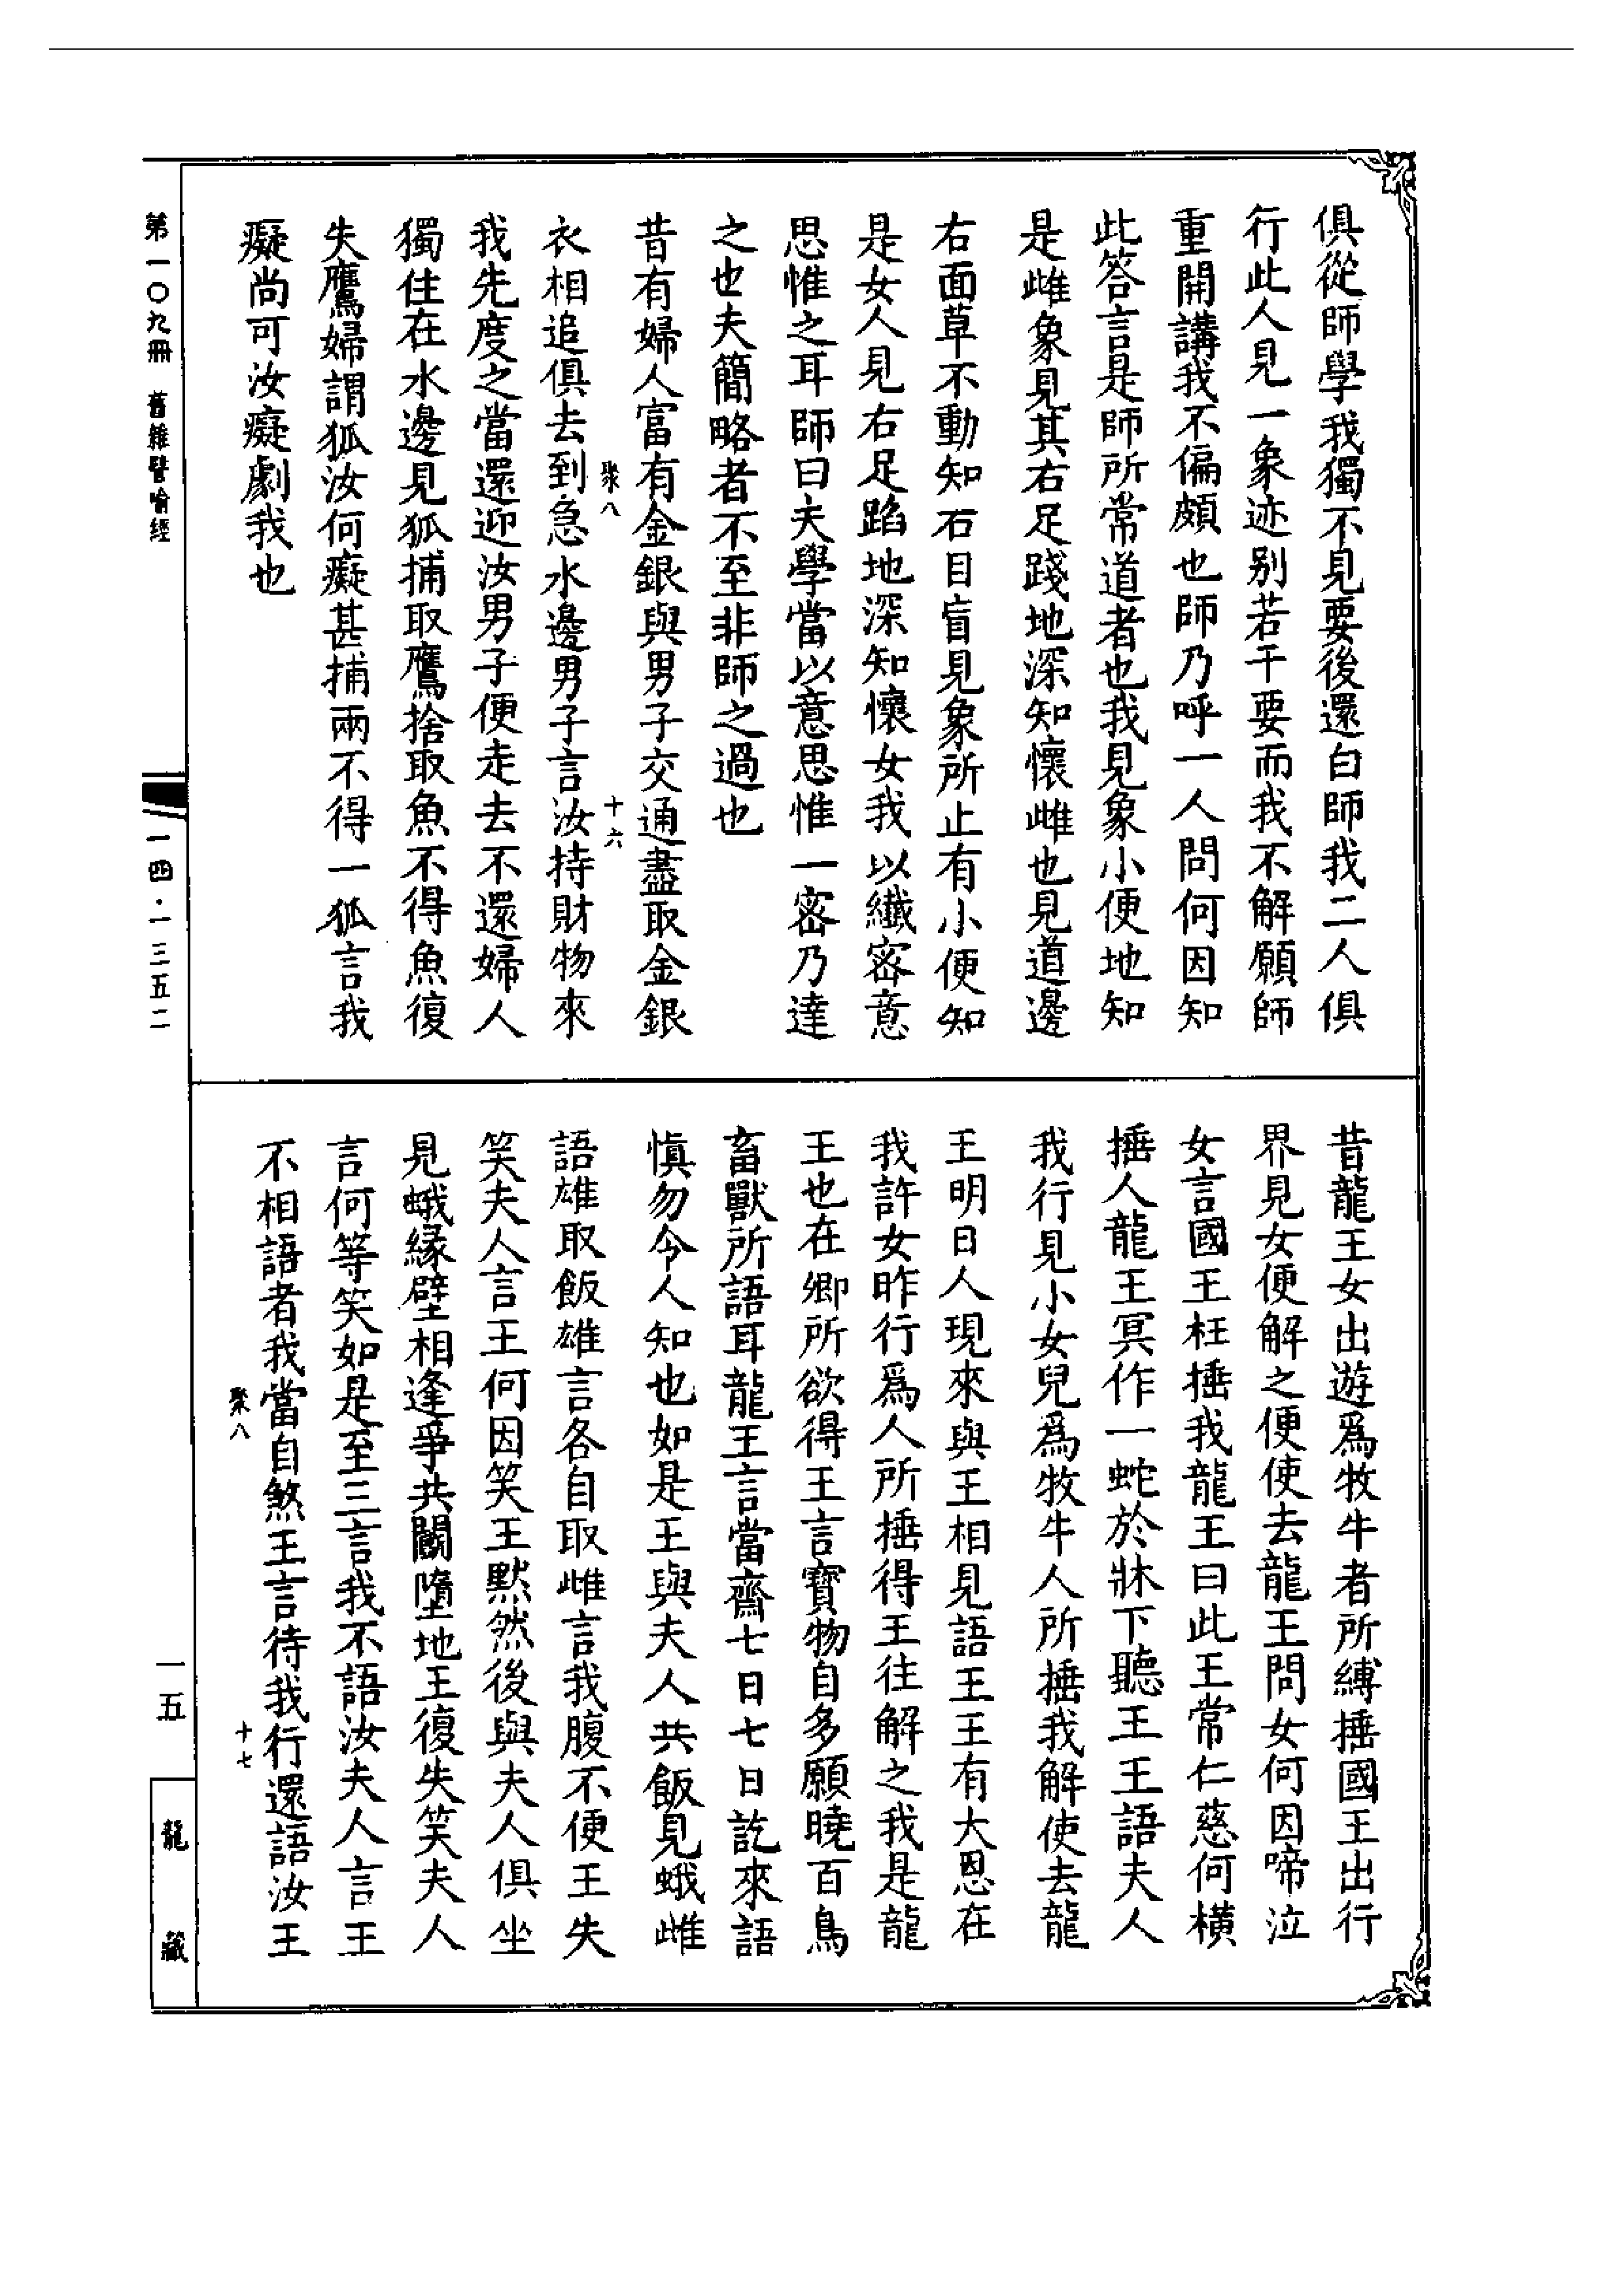 俱從師學我獨不見要後還白師我二人俱
行此人見一象迹别若干要而我不解願師
重開講我不偏頗也師乃呼一人問何因知
此答言是師所常道者也我見象小便地知
是雌象見其右足踐地深知懷雌也見道邊
右面草不動知右目盲見象所止有小便知
是女人見右足蹈地深知懷女我以纖密意
思惟之耳師曰夫學當以意思惟一密乃達
之也夫簡略者不至非師之過也
昔有婦人富有金銀與男子交通盡取金銀
聚八 十六
衣相追俱去到急水邊男子言汝持財物來
我先度之當還迎汝男子便走去不還婦人
獨住在水邊見狐捕取鷹捨取魚不得魚復
失鷹婦謂狐汝何癡甚捕兩不得一狐言我
癡尚可汝癡劇我也
第一〇九冊 舊雜譬喻經
一四·一三五二
昔龍王女出遊爲牧牛者所縛捶國王出行
界見女便解之便使去龍王問女何因啼泣
女言國王枉捶我龍王曰此王常仁慈何橫
捶人龍王冥作一蛇於牀下聽王王語夫人
我行見小女兒爲牧牛人所捶我解使去龍
王明日人現來與王相見語王王有大恩在
我許女昨行爲人所捶得王往解之我是龍
王也在卿所欲得王言寶物自多願曉百鳥
畜獸所語耳龍王言當齋七日七日訖來語
愼勿令人知也如是王與夫人共飯見蛾雌
語雄取飯雄言各自取雌言我腹不便王失
笑夫人言王何因笑王默然後與夫人俱坐
見蛾緣壁相逢爭共鬬墮地王復失笑夫人
言何等笑如是至三言我不語汝夫人言王
不相語者我當自煞王言待我行還語汝王
聚八 十七
一五
龍藏